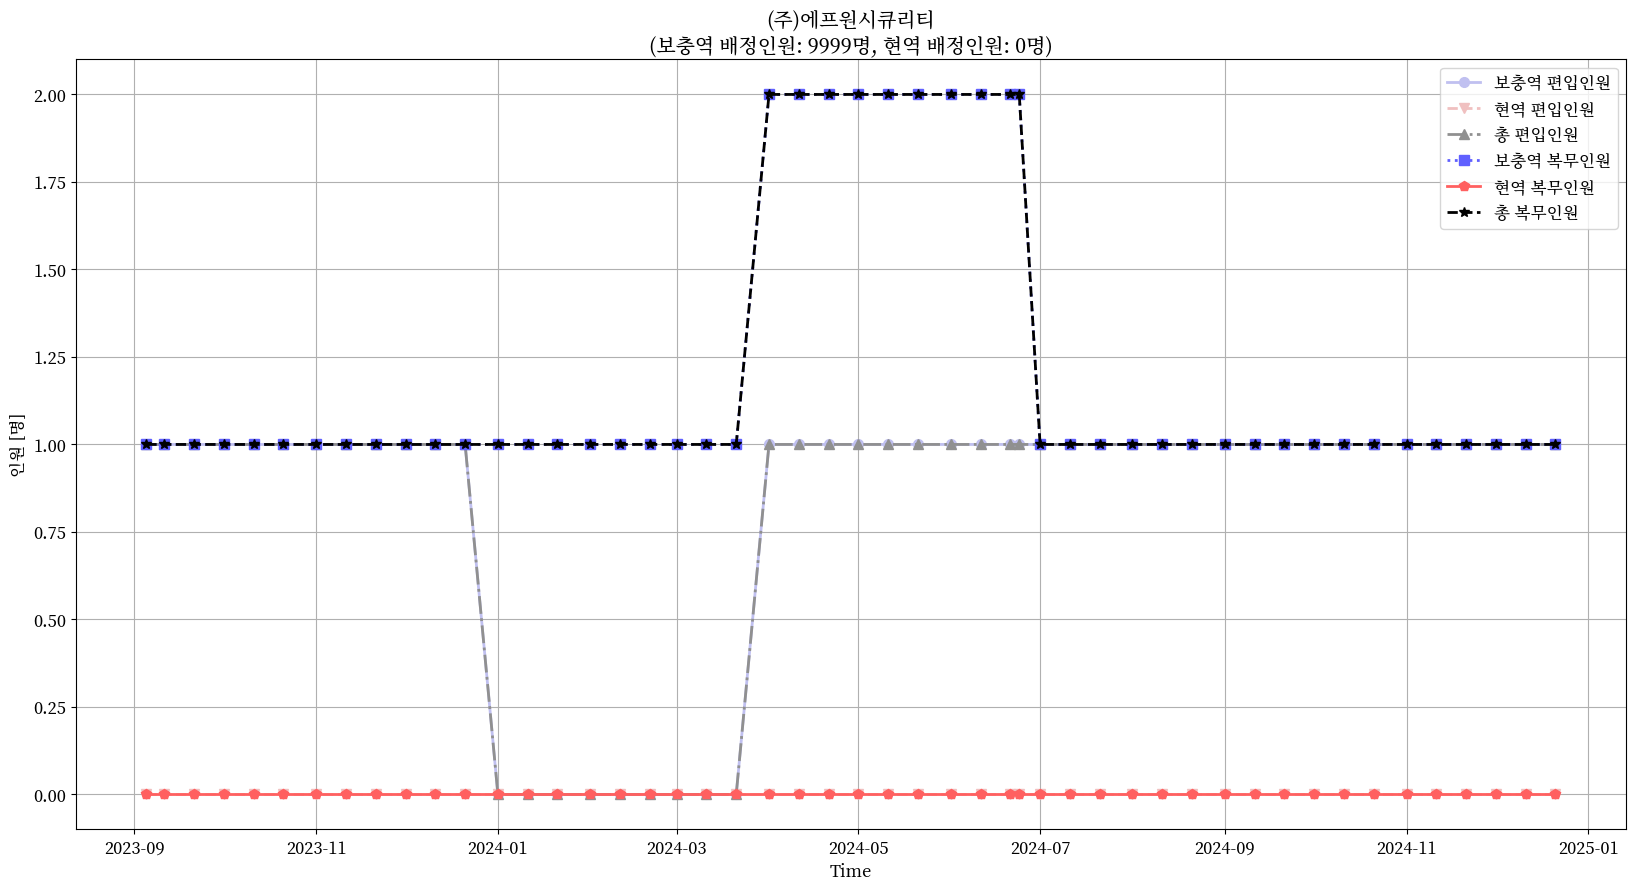 (주)에프원시큐리티
(보충역 배정인원: 9999명, 현역 배정인원: 0명)
보충역 편입인원
현역 편입인원
총 편입인원
보충역 복무인원
현역 복무인원
총 복무인원
인원 [명]
2.00
1.75
1.50
1.25
1.00
0.75
0.50
0.25
0.00
2023-09
2023-11
2024-01
2024-03
2024-05
2024-07
2024-09
2024-11
2025-01
Time